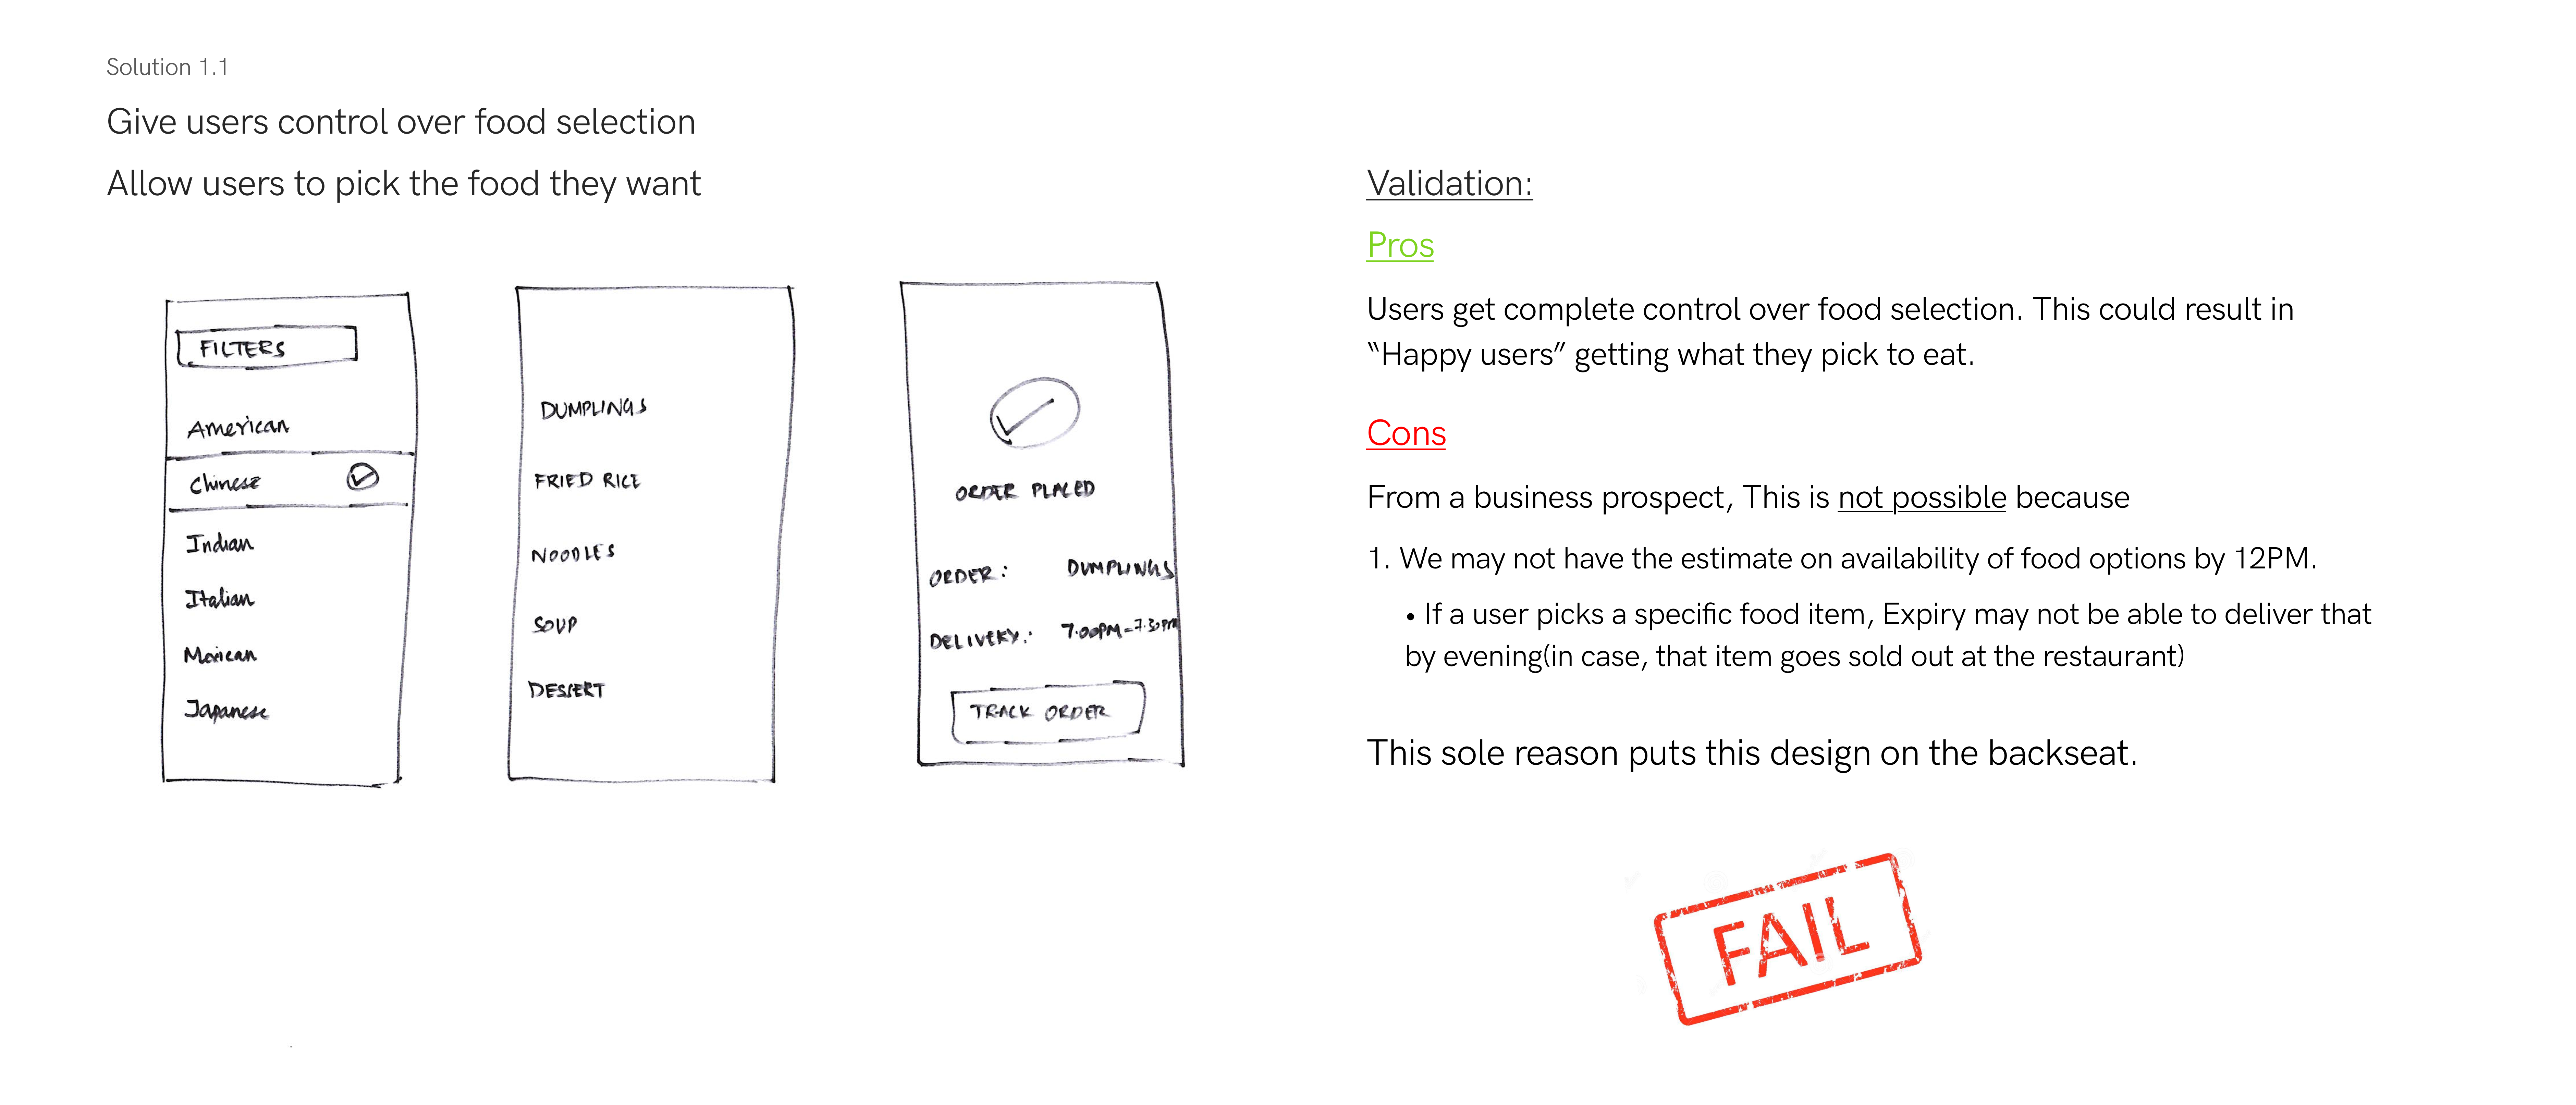 Solution 1.1
Give users control over food selection
Allow users to pick the food they want
FILTERS
American
Chinese
Indian
Italian
Mexican
Japanese
DUMPLINGS
FRIED RICE
NOODLES
SOUP
DESSERT
ORDER PLACED
ORDER: DUMPLINGS
DELIVERY: 7.00PM-7.30PM
TRACK ORDER
Validation:
Pros
Users get complete control over food selection. This could result in
“Happy users” getting what they pick to eat.
Cons
From a business prospect, This is not possible because
1. We may not have the estimate on availability of food options by 12PM.
• If a user picks a specific food item, Expiry may not be able to deliver that
by evening(in case, that item goes sold out at the restaurant)
This sole reason puts this design on the backseat.
FAIL